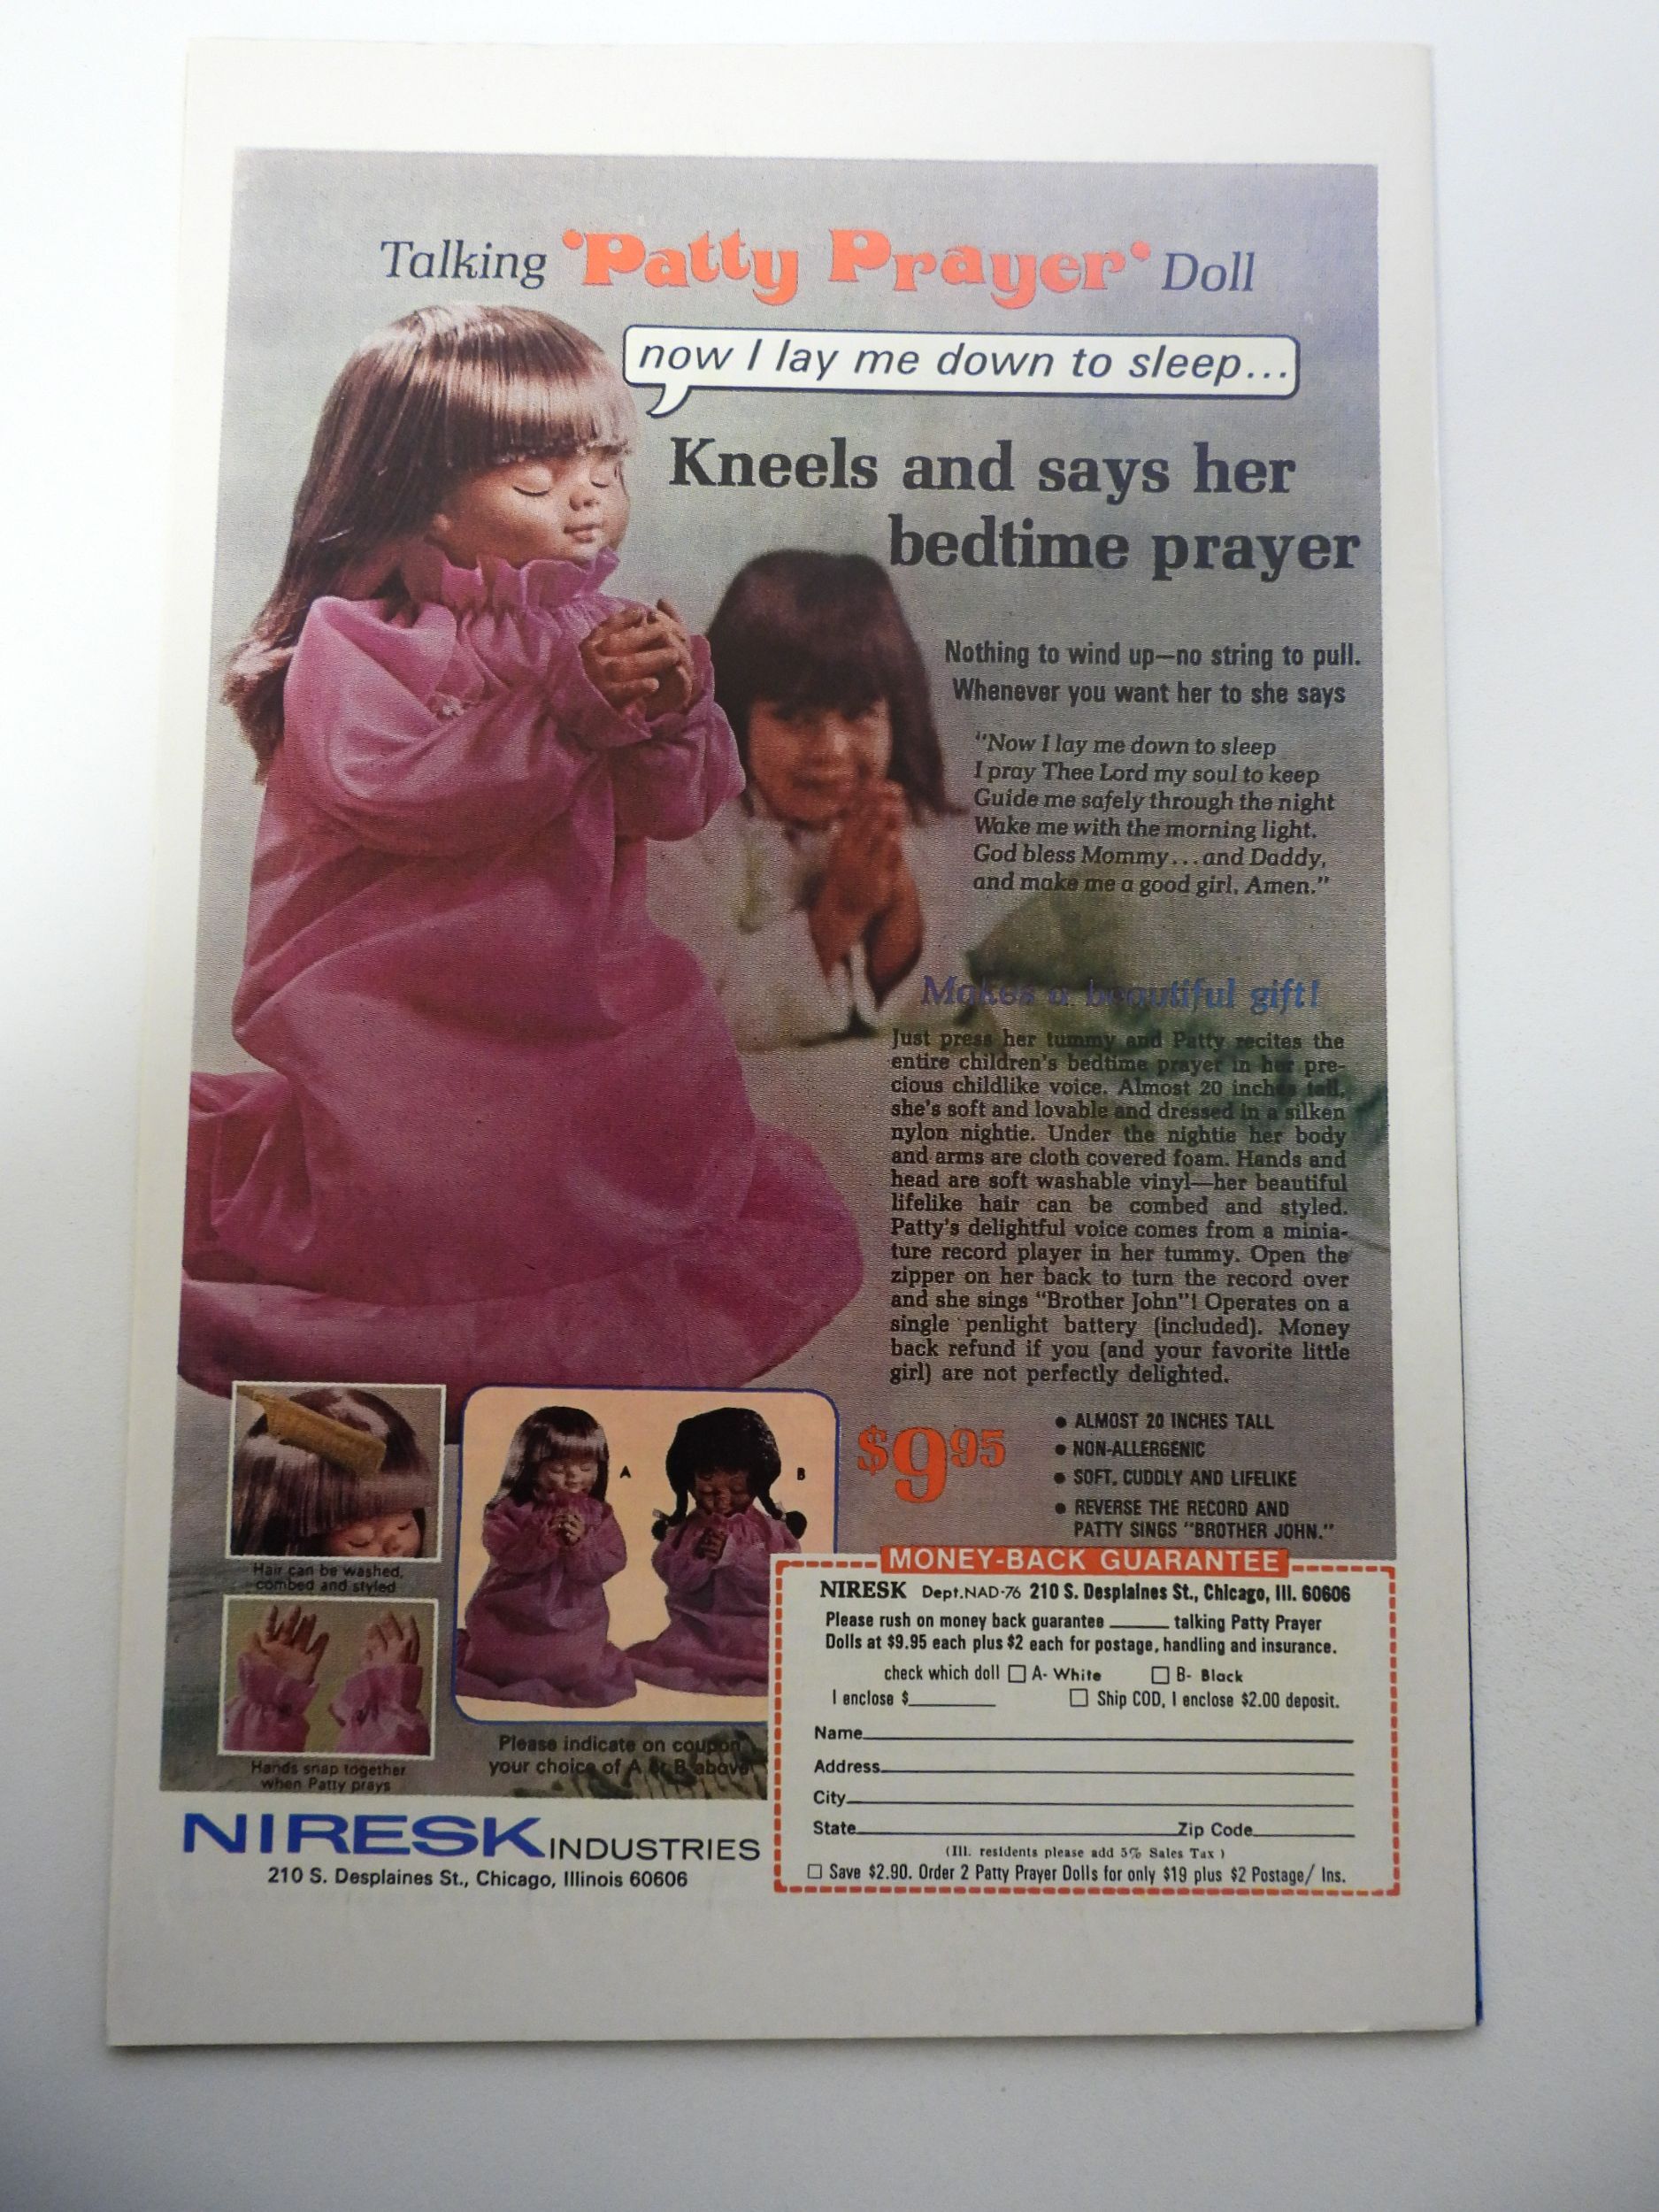 Talking 'Patty Prayer' Doll
now I lay me down to sleep...
Kneels and says her
bedtime prayer
Nothing to wind up—no string to pull.
Whenever you want her to she says
"Now I lay me down to sleep
I pray Thee Lord my soul to keep
Guide me safely through the night
Wake me with the morning light.
God bless Mommy...and Daddy,
and make me a good girl. Amen."
Makes a beautiful gift!
Just press her tummy and Patty recites the
entire children's bedtime prayer in her pre-
cious childlike voice. Almost 20 inches tall,
she's soft and lovable and dressed in a silken
nylon nightie. Under the nightie her body
and arms are cloth covered foam. Hands and
head are soft washable vinyl—her beautiful
lifelike hair can be combed and styled.
Patty's delightful voice comes from a minia-
ture record player in her tummy. Open the
zipper on her back to turn the record over
and she sings "Brother John"! Operates on a
single penlight battery (included). Money
back refund if you (and your favorite little
girl) are not perfectly delighted.
$9 95
• ALMOST 20 INCHES TALL
• NON-ALLERGENIC
• SOFT, CUDDLY AND LIFELIKE
• REVERSE THE RECORD AND
PATTY SINGS "BROTHER JOHN."
Hair can be washed,
combed and styled
Hands snap together
when Patty prays
A
B
Please indicate on coupon
your choice of A or B above
NIRESK INDUSTRIES
210 S. Desplaines St., Chicago, Illinois 60606
MONEY-BACK GUARANTEE
NIRESK Dept.NAD-76 210 S. Desplaines St., Chicago, Ill. 60606
Please rush on money back guarantee ______ talking Patty Prayer
Dolls at $9.95 each plus $2 each for postage, handling and insurance.
check which doll ☐ A- White ☐ B- Black
I enclose $______ ☐ Ship COD, I enclose $2.00 deposit.
Name______
Address______
City______
State______Zip Code______
(Ill. residents please add 5% Sales Tax )
☐ Save $2.90. Order 2 Patty Prayer Dolls for only $19 plus $2 Postage/ Ins.